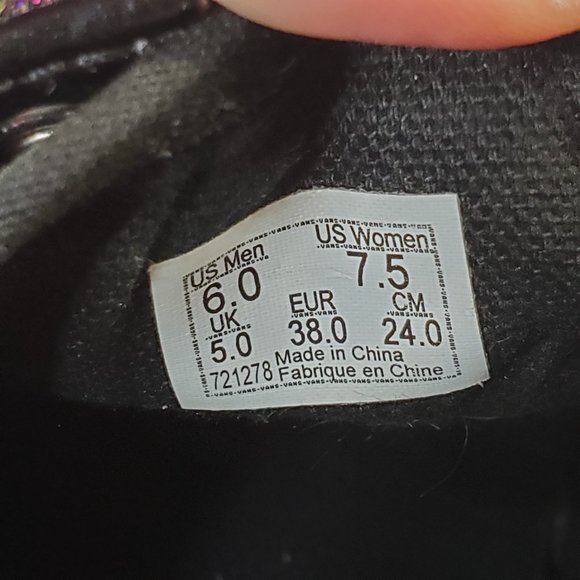 US Men US Women
6.0 7.5
UK EUR CM
5.0 38.0 24.0
721278 Made in China
Fabrique en Chine